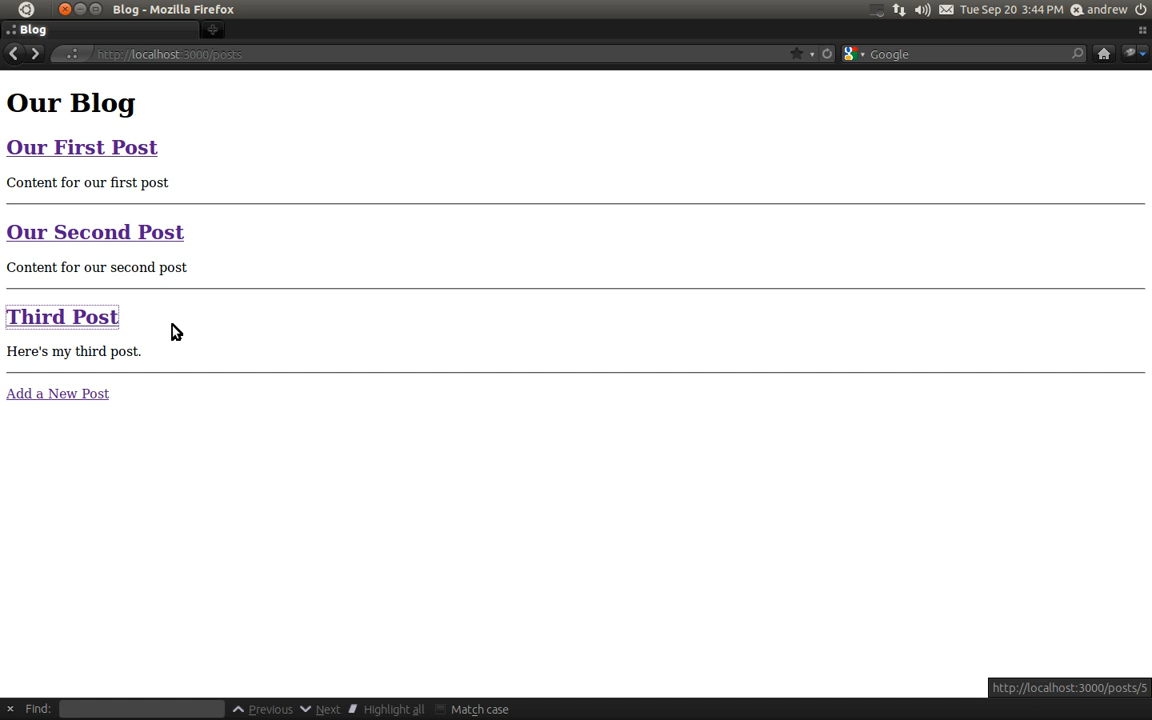 Blog - Mozilla Firefox
Tue Sep 20 3:44 PM
andrew
Blog
http://localhost:3000/posts
Google
Our Blog
Our First Post
Content for our first post
Our Second Post
Content for our second post
Third Post
Here's my third post.
Add a New Post
http://localhost:3000/posts/5
Find:
Previous
Next
Highlight all
Match case